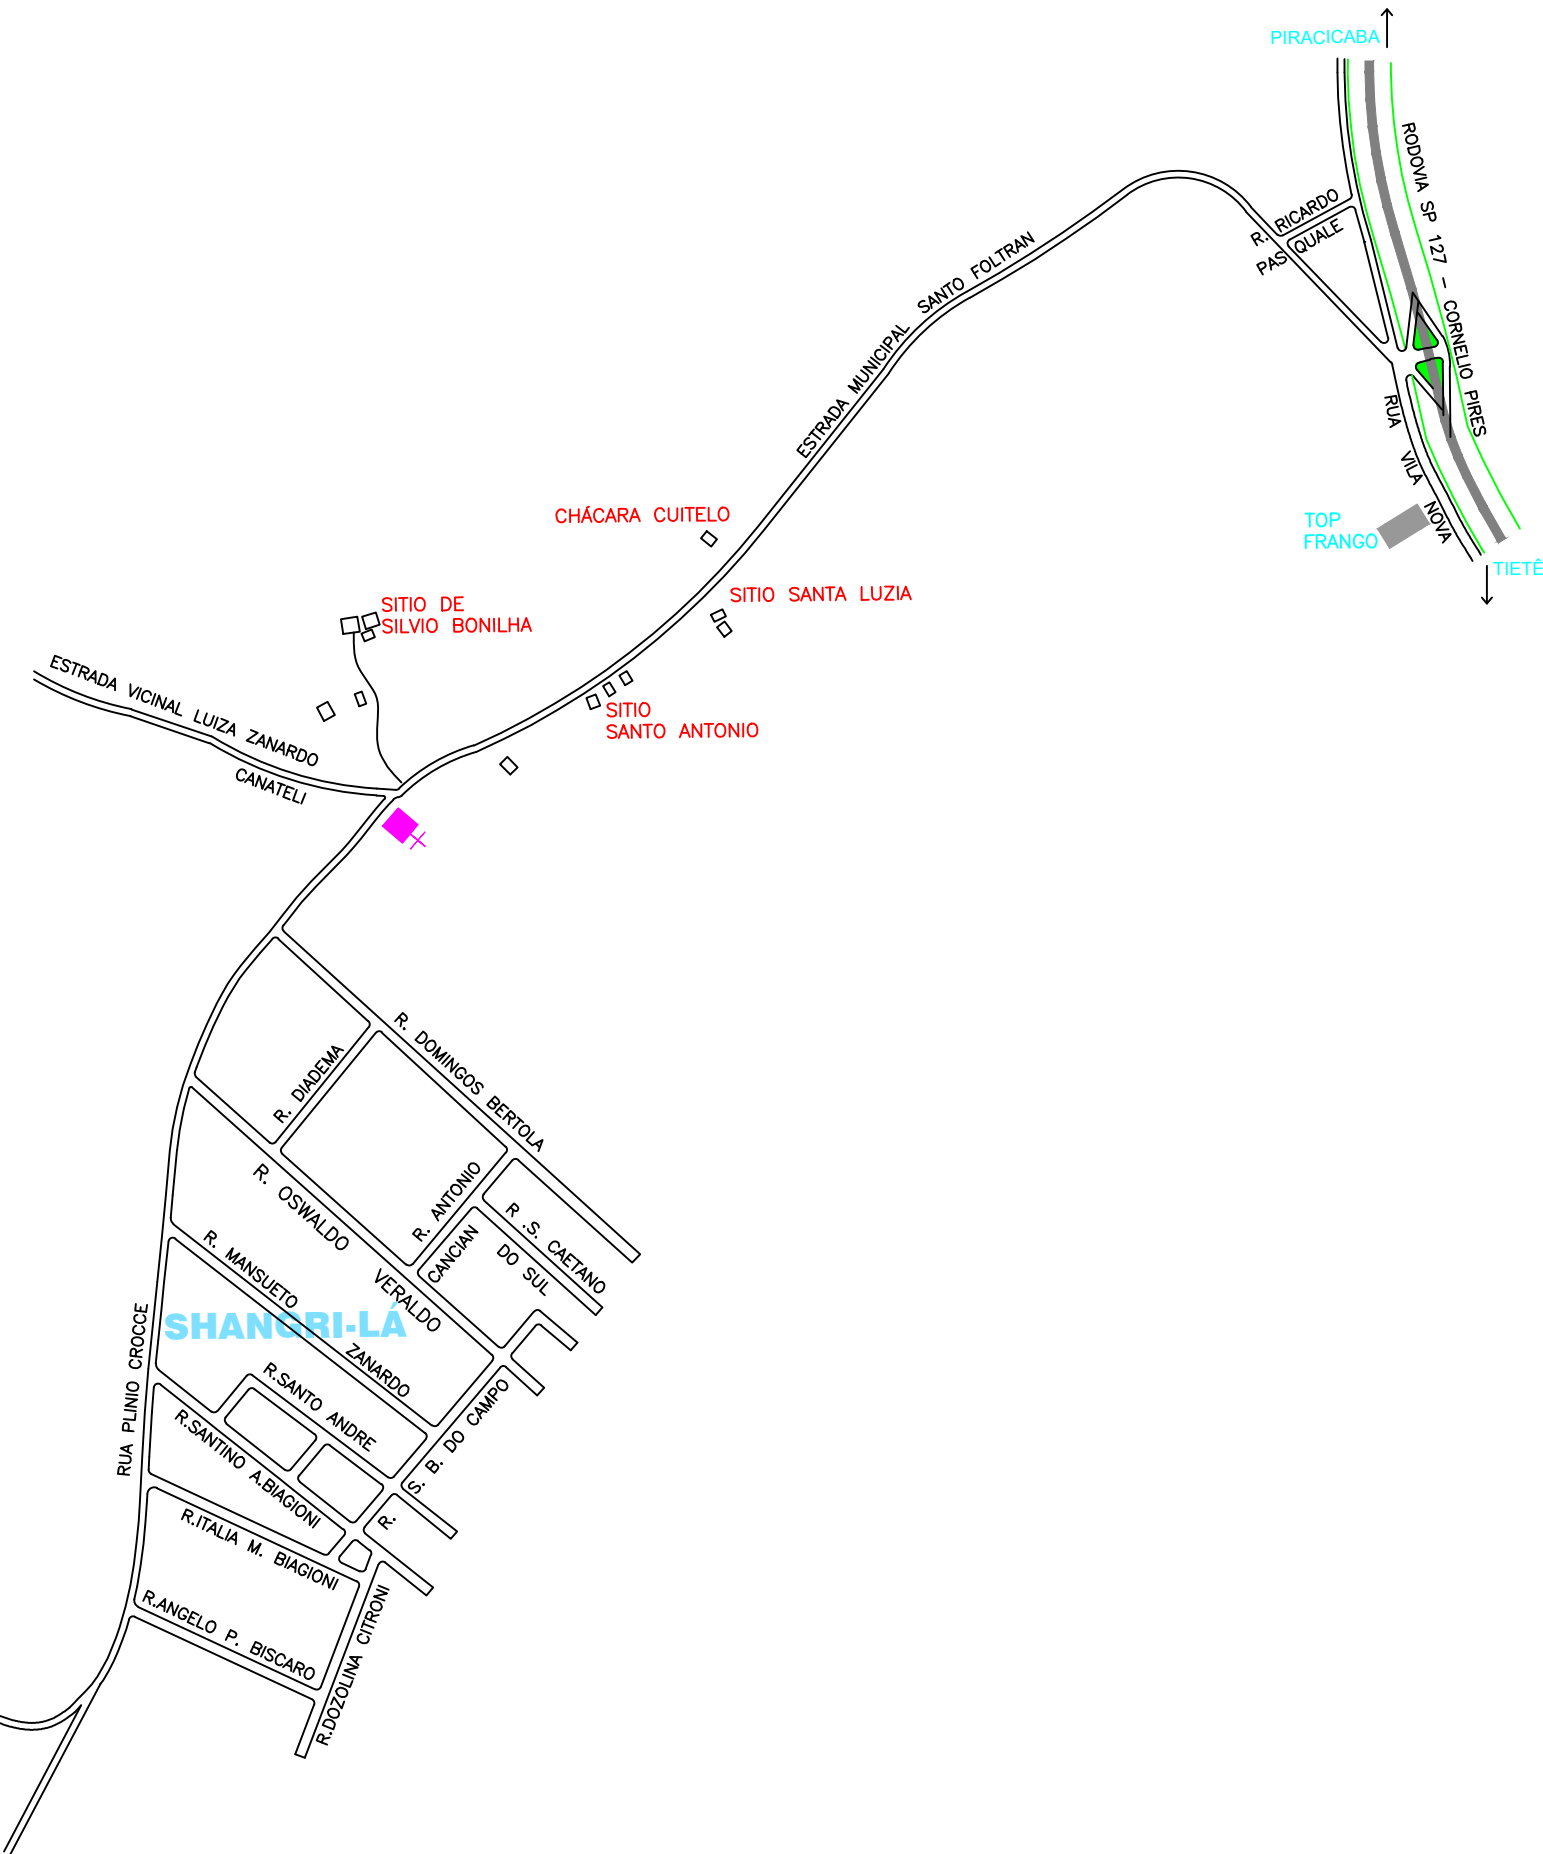 PIRACICABA
RODOVIA SP 127 - CORNELIO PIRES
R. RICARDO
PASQUALE
ESTRADA MUNICIPAL SANTO FOLTRAN
RUA VILA NOVA
TOP
FRANGO
TIETÊ
CHÁCARA CUITELO
SITIO SANTA LUZIA
SITIO DE
SILVIO BONILHA
SITIO
SANTO ANTONIO
ESTRADA VICINAL LUIZA ZANARDO
CANATELI
R. DOMINGOS BERTOLA
R. DIADEMA
R. ANTONIO
CANCIAN
R .S. CAETANO
DO SUL
R. OSWALDO VERALDO
R. MANSUETO ZANARDO
SHANGRI-LÁ
RUA PLINIO CROCCE
R.SANTO ANDRE
R.SANTINO A.BIAGIONI
R. S. B. DO CAMPO
R.ITALIA M. BIAGIONI
R.ANGELO P. BISCARO
R.DOZOLINA CITRONI